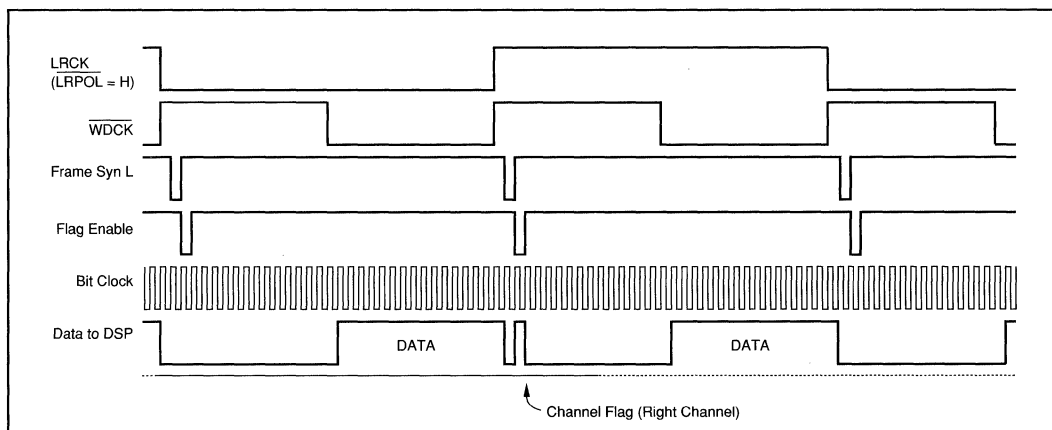 LRCK
(LRPOL = H)
WDCK
Frame Syn L
Flag Enable
Bit Clock
Data to DSP
DATA
DATA
Channel Flag (Right Channel)